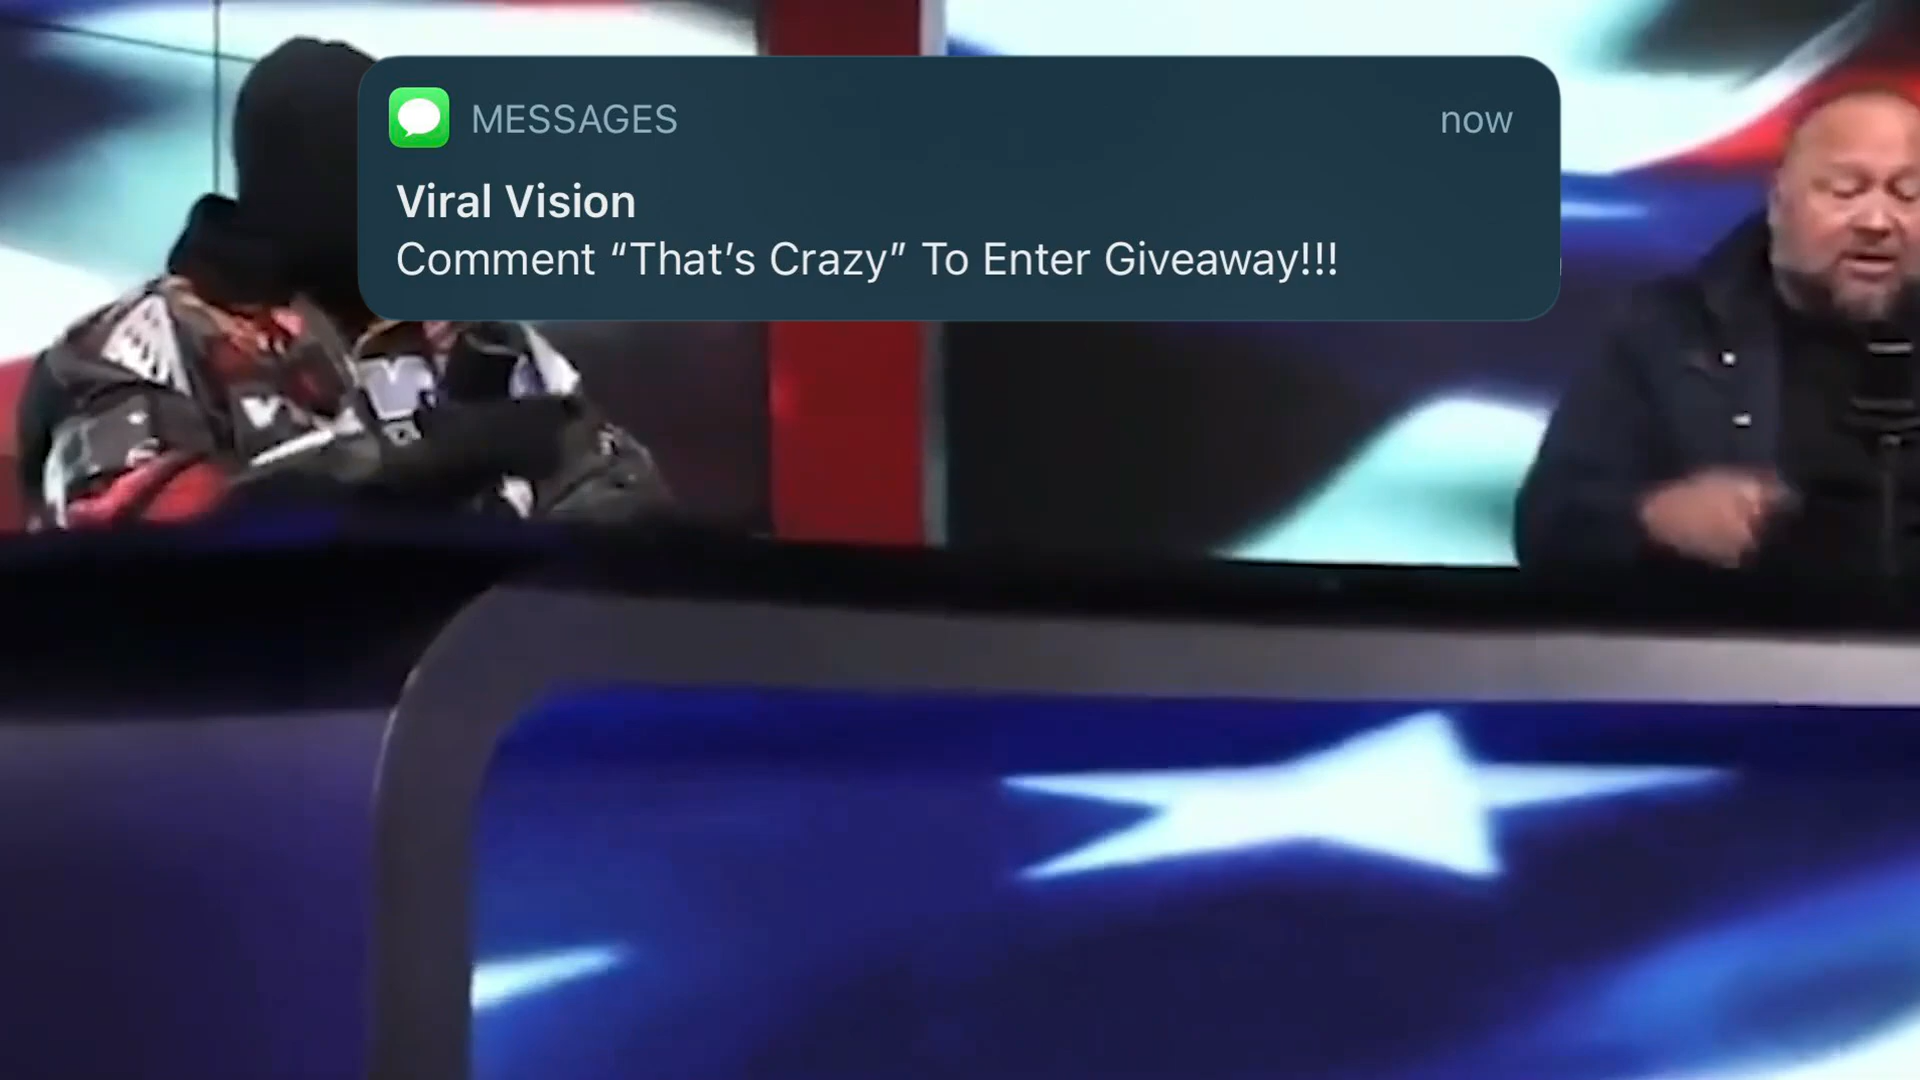 MESSAGES
now
Viral Vision
Comment “That’s Crazy” To Enter Giveaway!!!